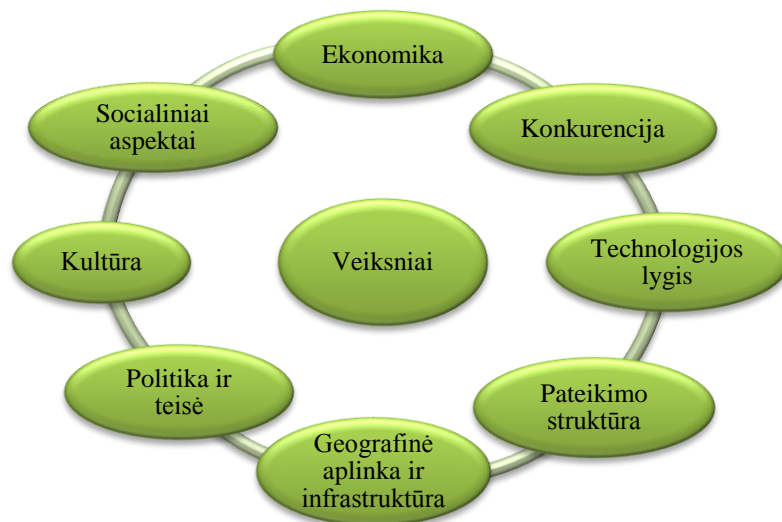 Ekonomika
Socialiniai
aspektai
Konkurencija
Kultūra
Veiksniai
Technologijos
lygis
Politika ir
teisė
Pateikimo
struktūra
Geografinė
aplinka ir
infrastruktūra